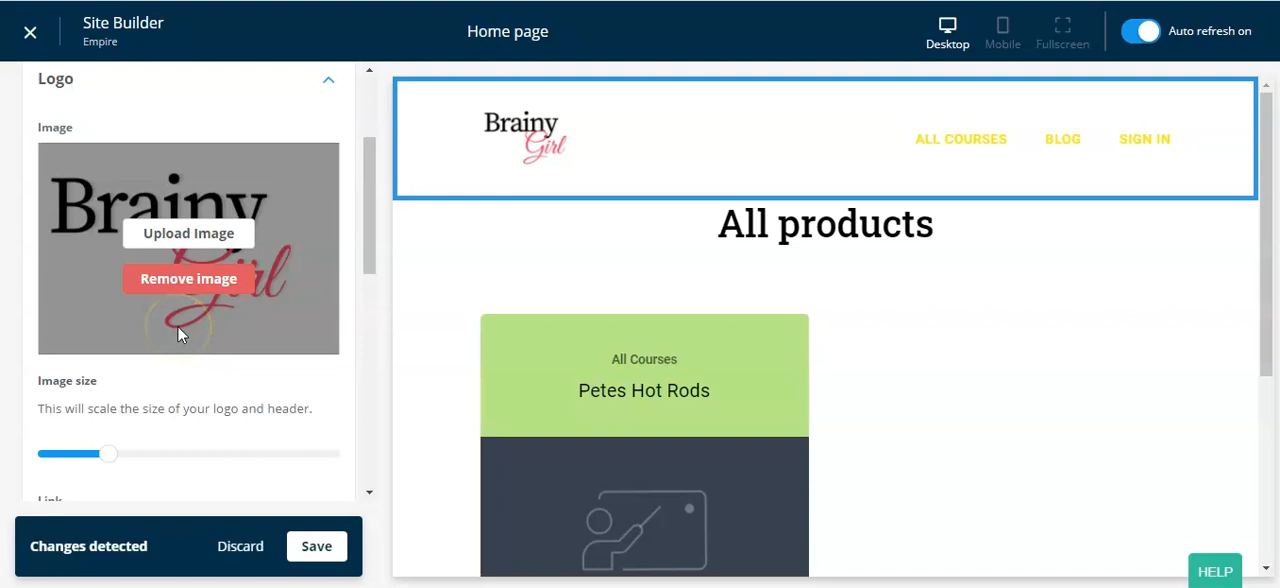 Site Builder
Empire
Home page
Desktop
Mobile
Fullscreen
Auto refresh on
Logo
Image
Brainy
Girl
Upload Image
Remove image
Image size
This will scale the size of your logo and header.
Link
Changes detected
Discard
Save
Brainy
Girl
ALL COURSES
BLOG
SIGN IN
All products
All Courses
Petes Hot Rods
HELP